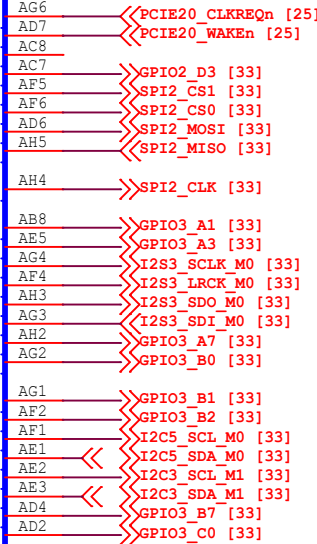 AG6 PCIE20_CLKREQn [25]
AD7 PCIE20_WAKEn [25]
AC8
AC7 GPIO2_D3 [33]
AF5 SPI2_CS1 [33]
AF6 SPI2_CS0 [33]
AD6 SPI2_MOSI [33]
AH5 SPI2_MISO [33]
AH4 SPI2_CLK [33]
AB8 GPIO3_A1 [33]
AE5 GPIO3_A3 [33]
AG4 I2S3_SCLK_M0 [33]
AF4 I2S3_LRCK_M0 [33]
AH3 I2S3_SDO_M0 [33]
AG3 I2S3_SDI_M0 [33]
AH2 GPIO3_A7 [33]
AG2 GPIO3_B0 [33]
AG1 GPIO3_B1 [33]
AF2 GPIO3_B2 [33]
AF1 I2C5_SCL_M0 [33]
AE1 I2C5_SDA_M0 [33]
AE2 I2C3_SCL_M1 [33]
AE3 I2C3_SDA_M1 [33]
AD4 GPIO3_B7 [33]
AD2 GPIO3_C0 [33]